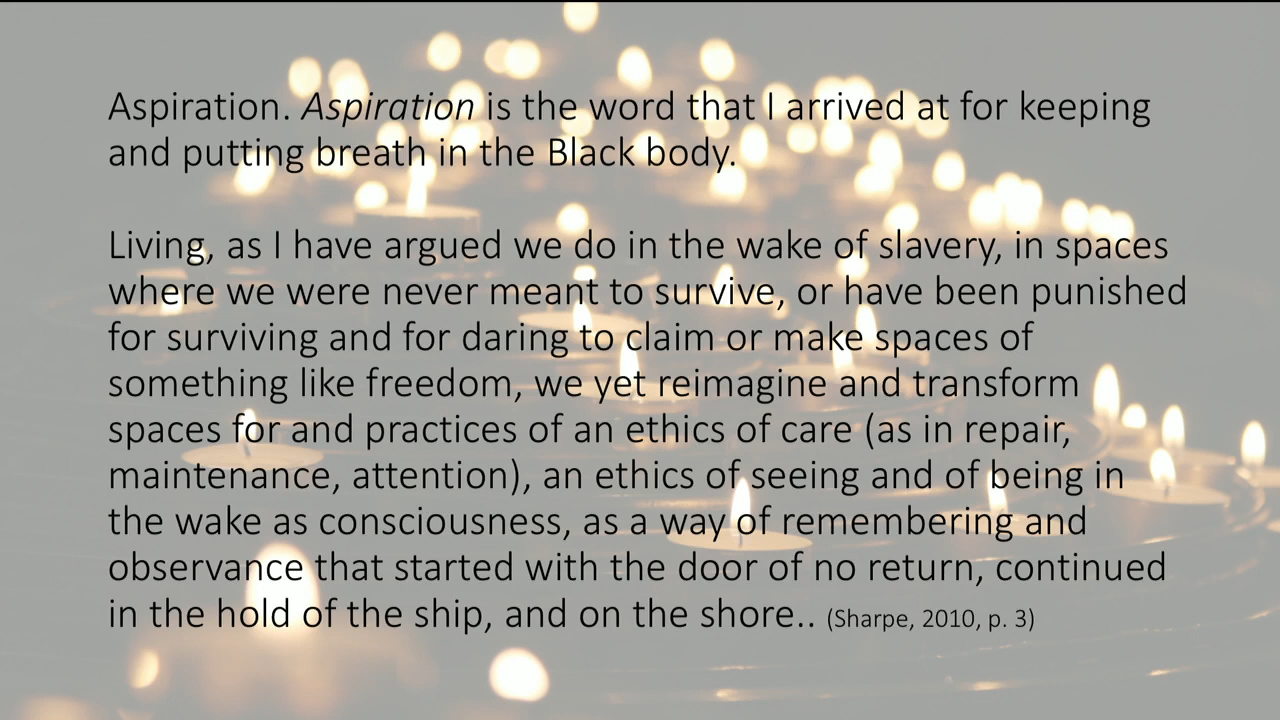 Aspiration. Aspiration is the word that I arrived at for keeping
and putting breath in the Black body.
Living, as I have argued we do in the wake of slavery, in spaces
where we were never meant to survive, or have been punished
for surviving and for daring to claim or make spaces of
something like freedom, we yet reimagine and transform
spaces for and practices of an ethics of care (as in repair,
maintenance, attention), an ethics of seeing and of being in
the wake as consciousness, as a way of remembering and
observance that started with the door of no return, continued
in the hold of the ship, and on the shore.. (Sharpe, 2010, p. 3)